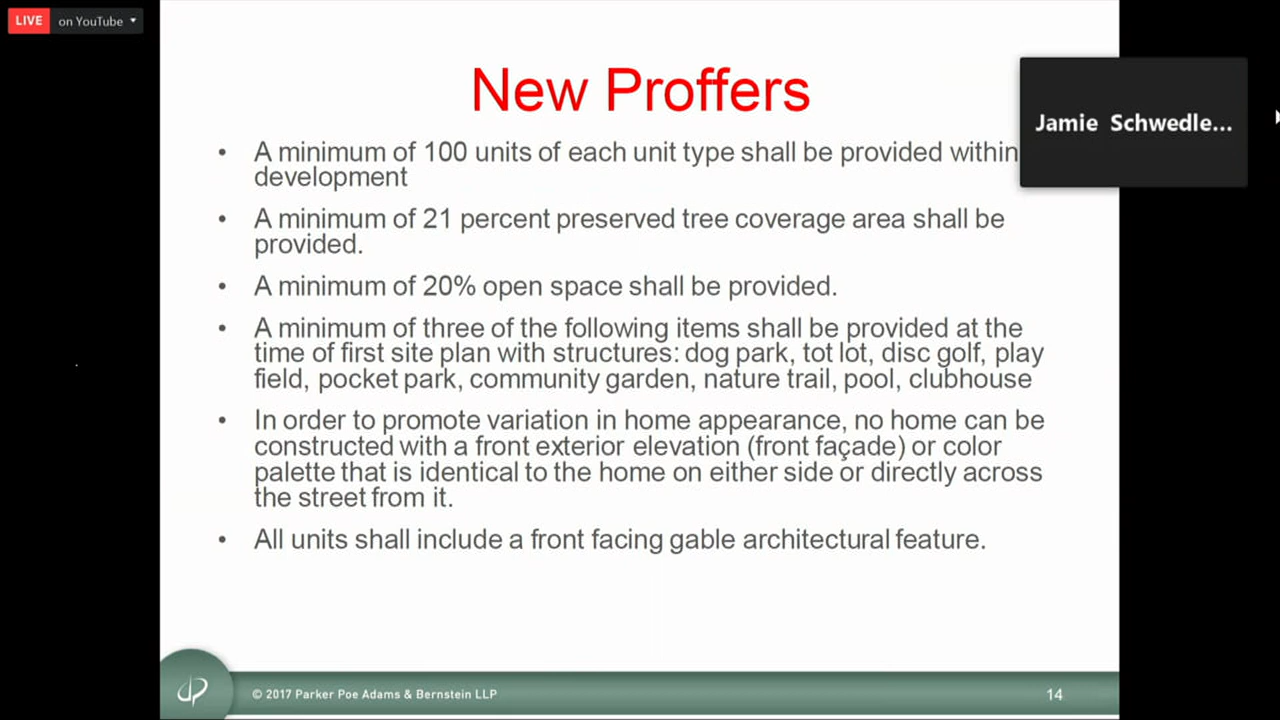 LIVE on YouTube
New Proffers
Jamie Schwedle...
• A minimum of 100 units of each unit type shall be provided within
development
• A minimum of 21 percent preserved tree coverage area shall be
provided.
• A minimum of 20% open space shall be provided.
• A minimum of three of the following items shall be provided at the
time of first site plan with structures: dog park, tot lot, disc golf, play
field, pocket park, community garden, nature trail, pool, clubhouse
• In order to promote variation in home appearance, no home can be
constructed with a front exterior elevation (front façade) or color
palette that is identical to the home on either side or directly across
the street from it.
• All units shall include a front facing gable architectural feature.
© 2017 Parker Poe Adams & Bernstein LLP
14